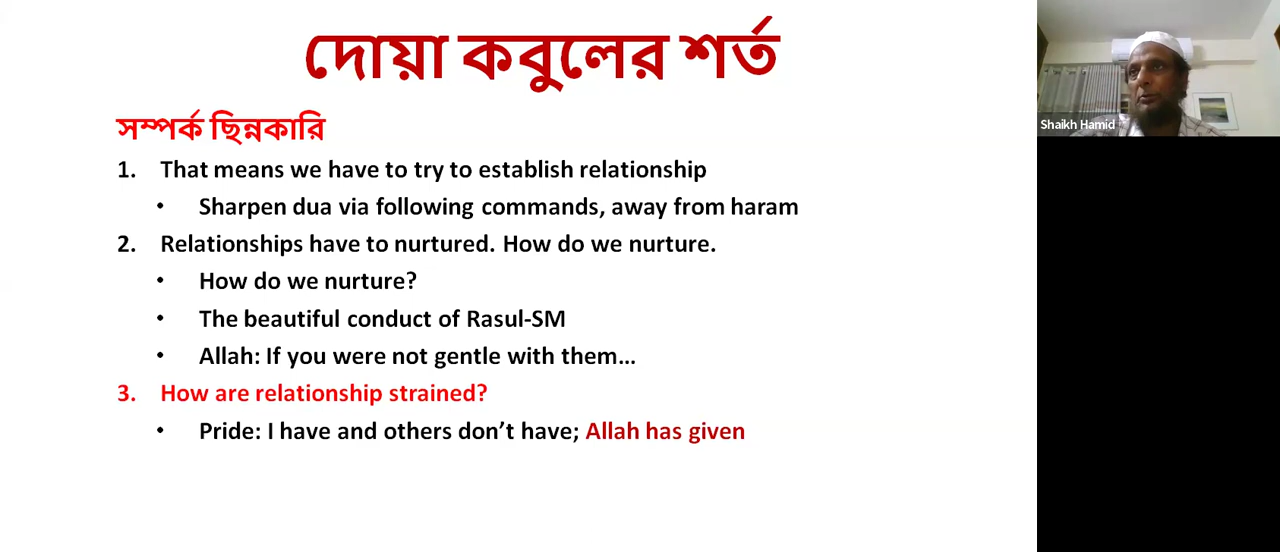 দোয়া কবুলের শর্ত
সম্পর্ক ছিন্নকারি
1. That means we have to try to establish relationship
• Sharpen dua via following commands, away from haram
2. Relationships have to nurtured. How do we nurture.
• How do we nurture?
• The beautiful conduct of Rasul-SM
• Allah: If you were not gentle with them...
3. How are relationship strained?
• Pride: I have and others don’t have; Allah has given
Shaikh Hamid